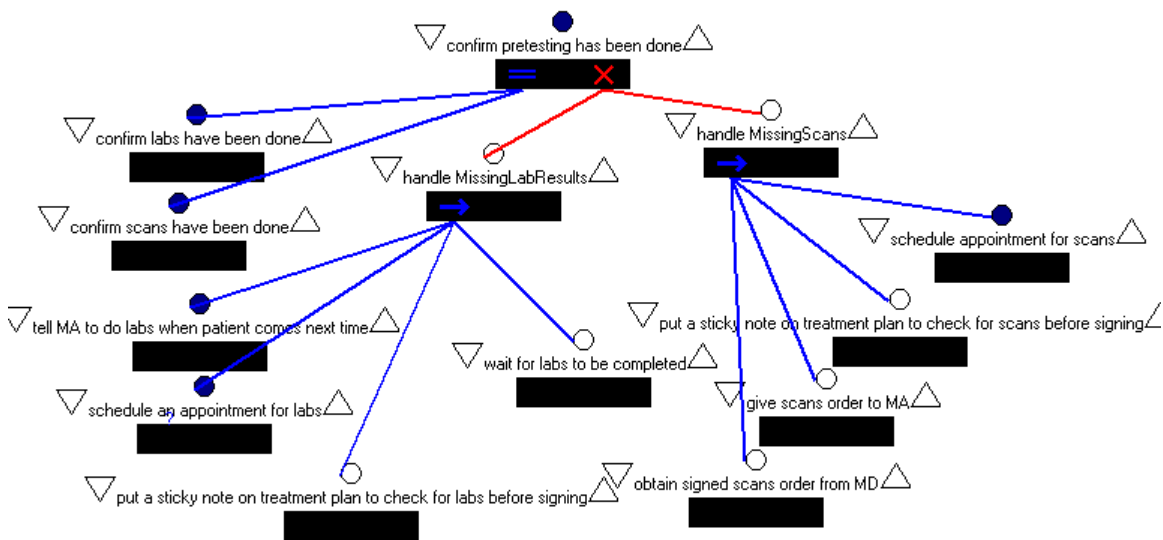 confirm pretesting has been done
confirm labs have been done
handle MissingScans
handle MissingLabResults
confirm scans have been done
schedule appointment for scans
tell MA to do labs when patient comes next time
put a sticky note on treatment plan to check for scans before signing
wait for labs to be completed
schedule an appointment for labs
give scans order to MA
put a sticky note on treatment plan to check for labs before signing
obtain signed scans order from MD
?